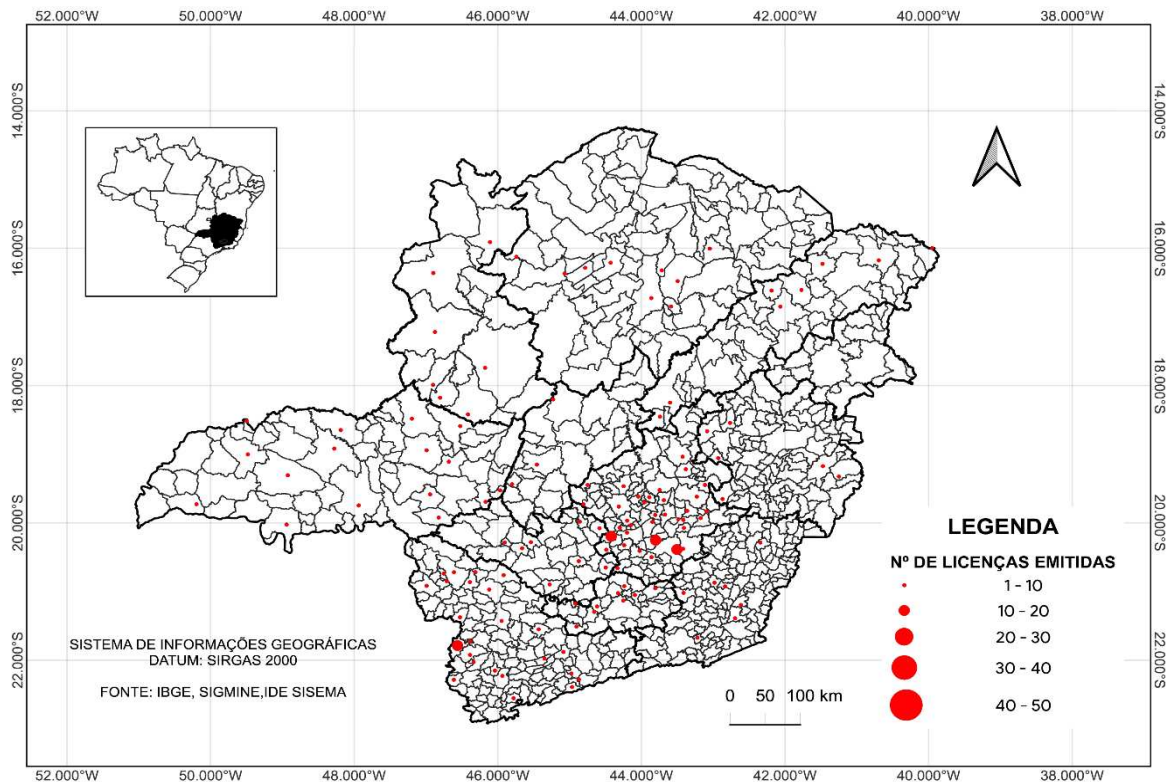 52.000°W 50.000°W 48.000°W 46.000°W 44.000°W 42.000°W 40.000°W 38.000°W
14.000°S 14.000°S
16.000°S 16.000°S
18.000°S 18.000°S
20.000°S 20.000°S
22.000°S 22.000°S
LEGENDA
Nº DE LICENÇAS EMITIDAS
1 - 10
10 - 20
20 - 30
30 - 40
40 - 50
SISTEMA DE INFORMAÇÕES GEOGRÁFICAS
DATUM: SIRGAS 2000
FONTE: IBGE, SIGMINE,IDE SISEMA
0 50 100 km
52.000°W 50.000°W 48.000°W 46.000°W 44.000°W 42.000°W 40.000°W 38.000°W